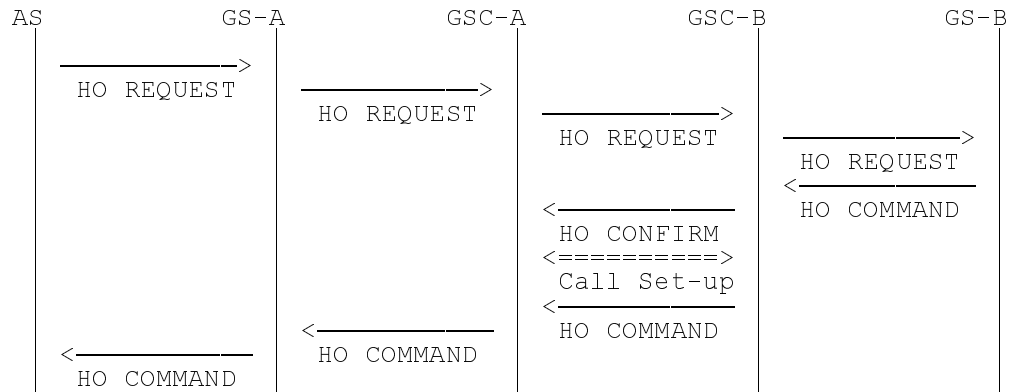 AS GS-A GSC-A GSC-B GS-B
HO REQUEST
HO REQUEST
HO REQUEST
HO REQUEST
HO COMMAND
HO CONFIRM
Call Set-up
HO COMMAND
HO COMMAND
HO COMMAND